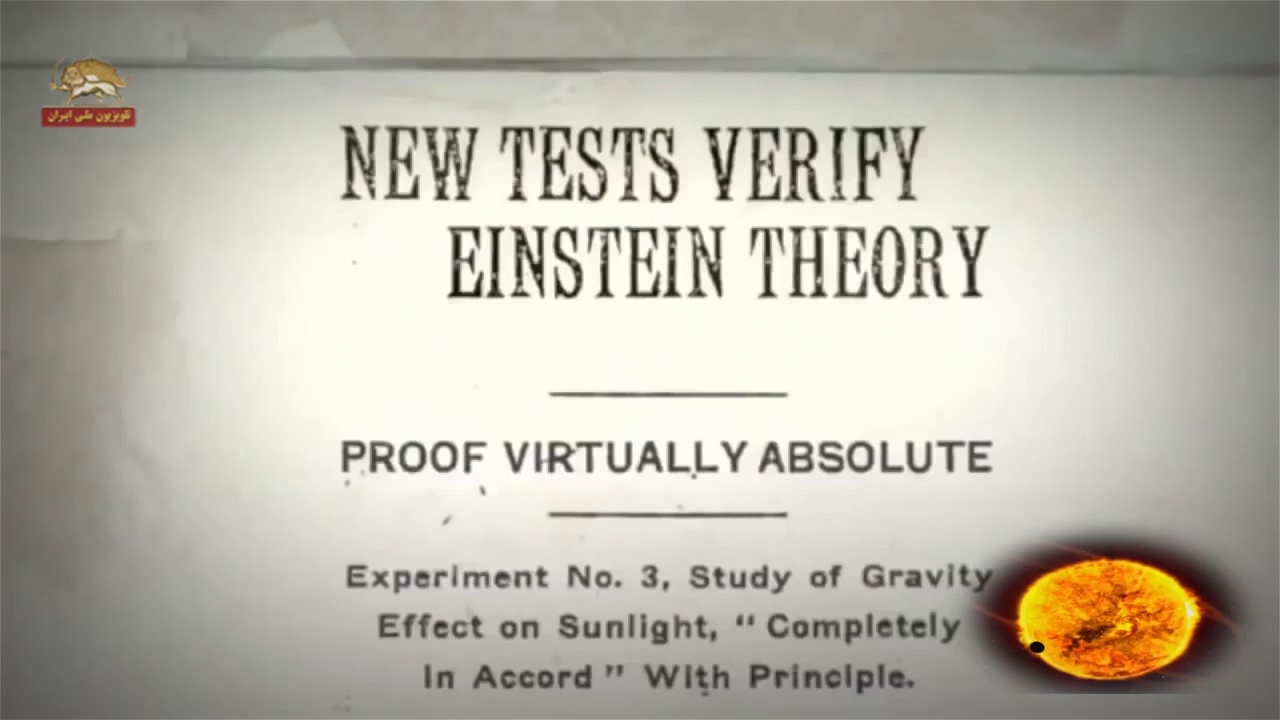 تلویزیون ملی ایران
NEW TESTS VERIFY
EINSTEIN THEORY
PROOF VIRTUALLY ABSOLUTE
Experiment No. 3, Study of Gravity
Effect on Sunlight, “ Completely
in Accord ” With Principle.